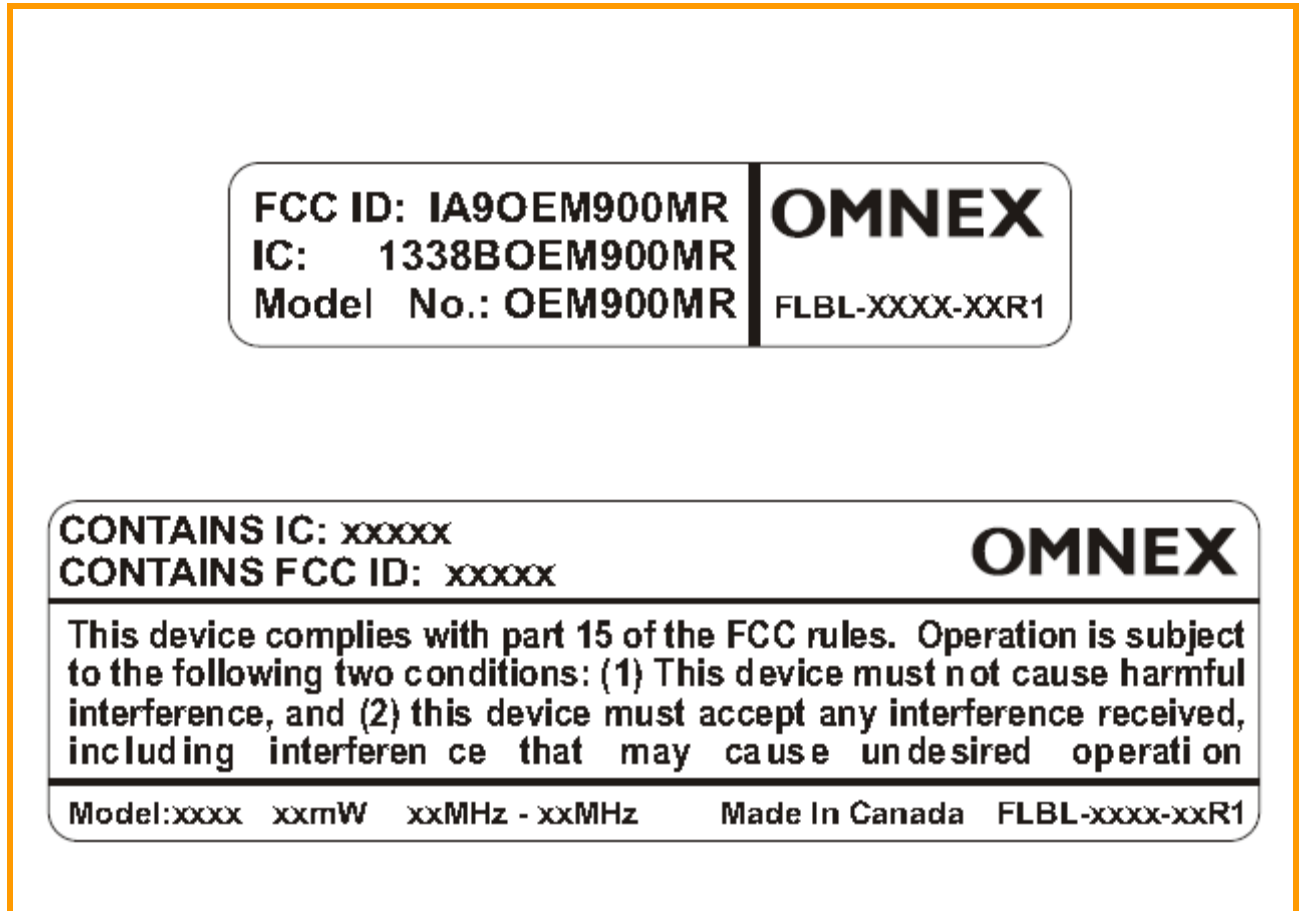 FCC ID: IA9OEM900MR
IC: 1338BOEM900MR
Model No.: OEM900MR
OMNEX
FLBL-XXXX-XXR1
CONTAINS IC: xxxxx
CONTAINS FCC ID: xxxxx
OMNEX
This device complies with part 15 of the FCC rules. Operation is subject
to the following two conditions: (1) This device must not cause harmful
interference, and (2) this device must accept any interference received,
including interferen ce that may cause undesired operati on
Model:xxxx xxmW xxMHz - xxMHz Made In Canada FLBL-xxxx-xxR1